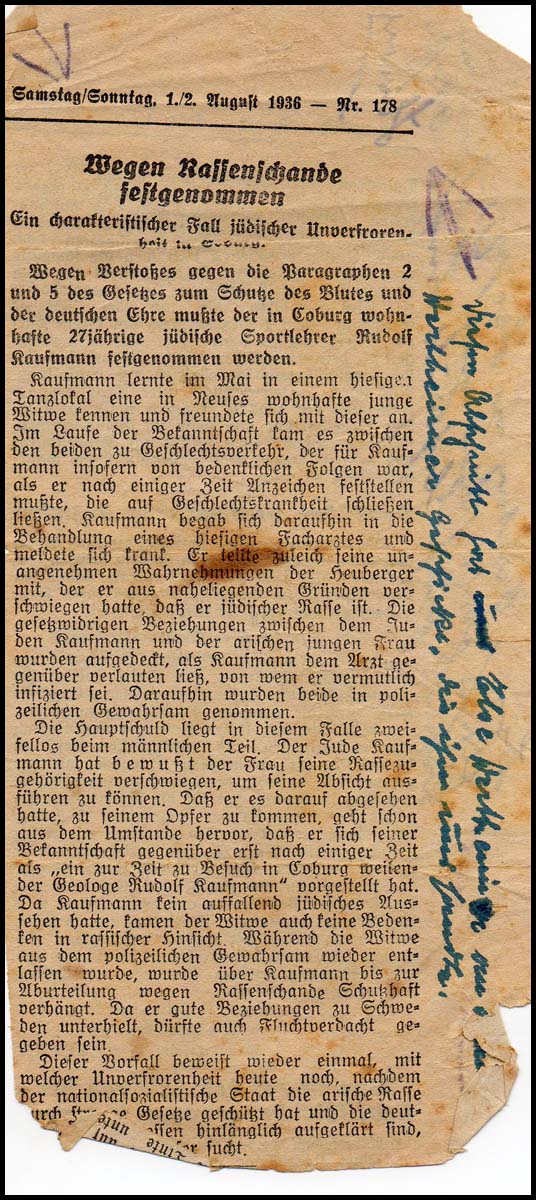 Samstag/Sonntag, 1./2. August 1936 — Nr. 178
Wegen Rassenschande
festgenommen
Ein charakteristischer Fall jüdischer Unverfroren-
heit in Coburg.
Wegen Verstoßes gegen die Paragraphen 2
und 5 des Gesetzes zum Schutze des Blutes und
der deutschen Ehre mußte der in Coburg wohn-
hafte 27jährige jüdische Sportlehrer Rudolf
Kaufmann festgenommen werden.
Kaufmann lernte im Mai in einem hiesigen
Tanzlokal eine in Neuses wohnhafte junge
Witwe kennen und freundete sich mit dieser an.
Im Laufe der Bekanntschaft kam es zwischen
den beiden zu Geschlechtsverkehr, der für Kauf-
mann insofern von bedenklichen Folgen war,
als er nach einiger Zeit Anzeichen feststellen
mußte, die auf Geschlechtskrankheit schließen
ließen. Kaufmann begab sich daraufhin in die
Behandlung eines hiesigen Facharztes und
meldete sich krank. Er teilte zuleich seine un-
angenehmen Wahrnehmungen der Heuberger
mit, der er aus naheliegenden Gründen ver-
schwiegen hatte, daß er jüdischer Rasse ist. Die
gesetzwidrigen Beziehungen zwischen dem Ju-
den Kaufmann und der arischen jungen Frau
wurden aufgedeckt, als Kaufmann dem Arzt ge-
genüber verlauten ließ, von wem er vermutlich
infiziert sei. Daraufhin wurden beide in poli-
zeilichen Gewahrsam genommen.
Die Hauptschuld liegt in diesem Falle zwei-
fellos beim männlichen Teil. Der Jude Kauf-
mann hat bewußt der Frau seine Rassezu-
gehörigkeit verschwiegen, um seine Absicht aus-
führen zu können. Daß er es darauf abgesehen
hatte, zu seinem Opfer zu kommen, geht schon
aus dem Umstande hervor, daß er sich seiner
Bekanntschaft gegenüber erst nach einiger Zeit
als „ein zur Zeit zu Besuch in Coburg weilen-
der Geologe Rudolf Kaufmann“ vorgestellt hat.
Da Kaufmann kein auffallend jüdisches Aus-
sehen hatte, kamen der Witwe auch keine Beden-
ken in rassischer Hinsicht. Während die Witwe
aus dem polizeilichen Gewahrsam wieder ent-
lassen wurde, wurde über Kaufmann bis zur
Aburteilung wegen Rassenschande Schutzhaft
verhängt. Da er gute Beziehungen zu Schwe-
den unterhielt, dürfte auch Fluchtverdacht ge-
geben sein.
Dieser Vorfall beweist wieder einmal, mit
welcher Unverfrorenheit heute noch, nachdem
der nationalsozialistische Staat die arische Rasse
durch strenge Gesetze geschützt hat und die deut-
hinlänglich aufgeklärt sind,
sucht.
Diesen Abschnitt hat Else Wertheimer
Wertheimer geschickt, die ihn uns sandte.
Tinte
unte
auf